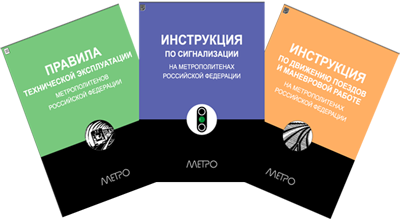 ПРАВИЛА
ТЕХНИЧЕСКОЙ ЭКСПЛУАТАЦИИ
МЕТРОПОЛИТЕНОВ
РОССИЙСКОЙ ФЕДЕРАЦИИ
МЕТРО
ИНСТРУКЦИЯ
ПО СИГНАЛИЗАЦИИ
НА МЕТРОПОЛИТЕНАХ
РОССИЙСКОЙ ФЕДЕРАЦИИ
МЕТРО
ИНСТРУКЦИЯ
ПО ДВИЖЕНИЮ ПОЕЗДОВ
И МАНЕВРОВОЙ РАБОТЕ
НА МЕТРОПОЛИТЕНАХ
РОССИЙСКОЙ ФЕДЕРАЦИИ
МЕТРО